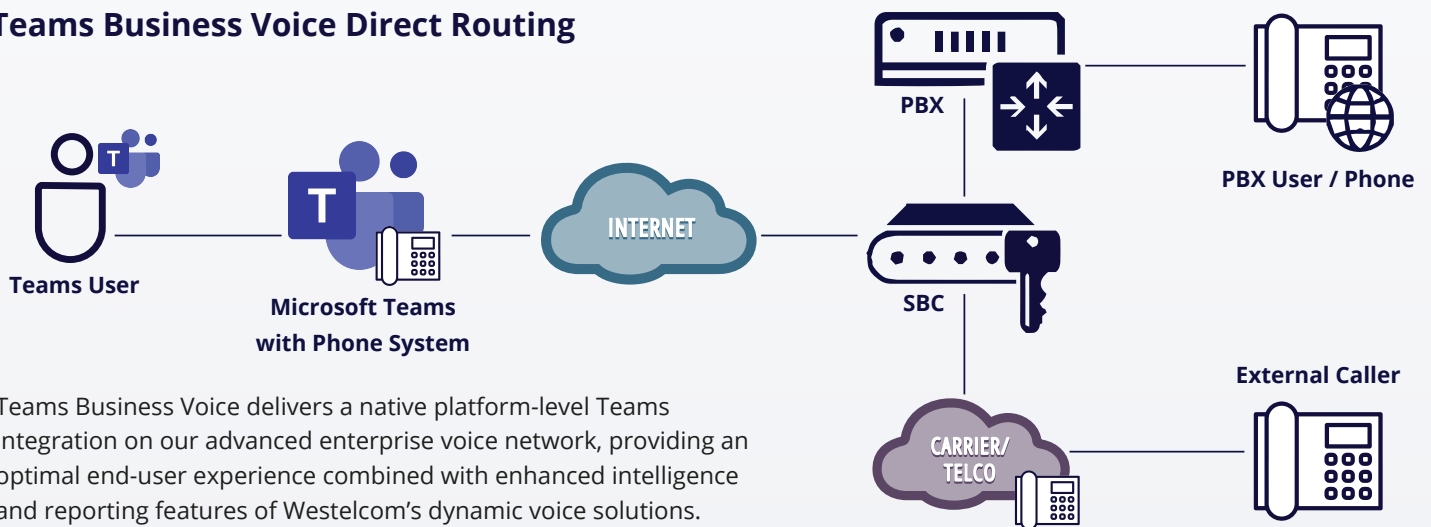 Teams Business Voice Direct Routing
PBX
PBX User / Phone
T
T
INTERNET
Teams User
Microsoft Teams
with Phone System
SBC
External Caller
CARRIER/
TELCO
Teams Business Voice delivers a native platform-level Teams
integration on our advanced enterprise voice network, providing an
optimal end-user experience combined with enhanced intelligence
and reporting features of Westelcom’s dynamic voice solutions.